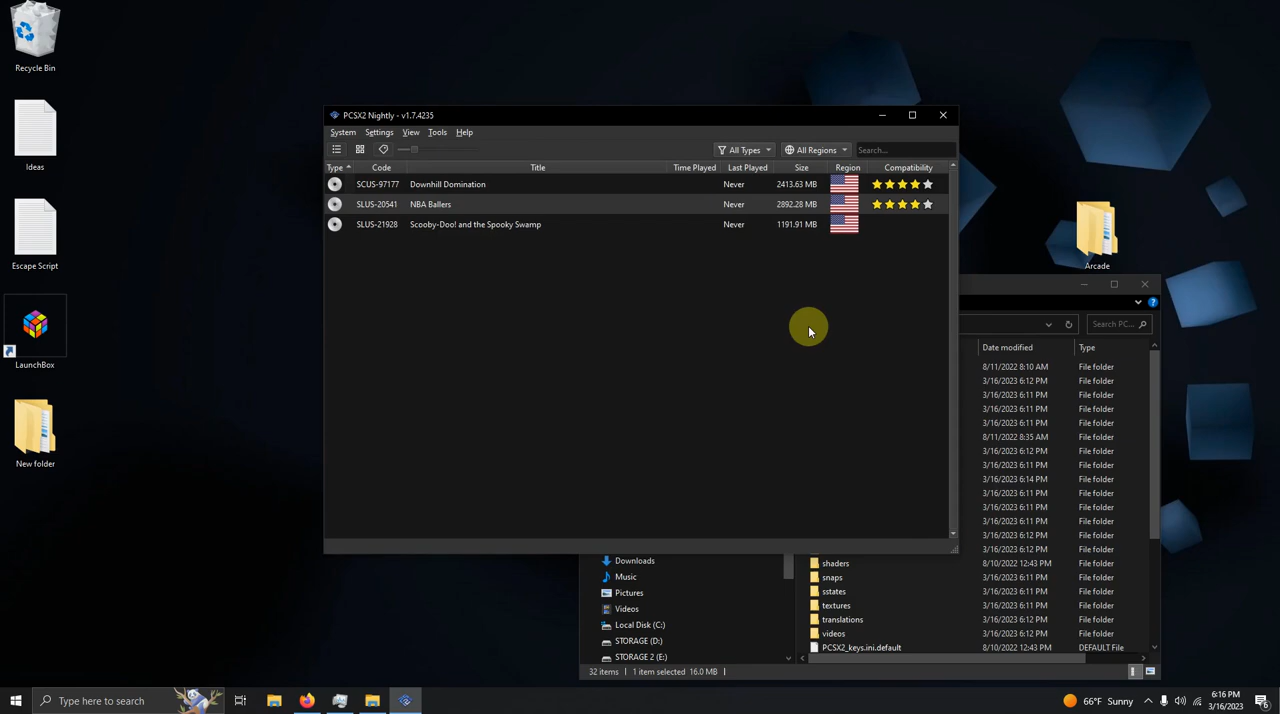 Recycle Bin
Ideas
Escape Script
LaunchBox
New folder
Arcade
PCSX2 Nightly - v1.7.4235
System Settings View Tools Help
All Types All Regions Search...
Type Code Title Time Played Last Played Size Region Compatibility
SCUS-97177 Downhill Domination Never 2413.63 MB
SLUS-20541 NBA Ballers Never 2892.28 MB
SLUS-21928 Scooby-Doo! and the Spooky Swamp Never 1191.91 MB
Search PC...
Date modified Type
8/11/2022 8:10 AM File folder
3/16/2023 6:12 PM File folder
3/16/2023 6:11 PM File folder
3/16/2023 6:11 PM File folder
3/16/2023 6:11 PM File folder
8/11/2022 8:35 AM File folder
3/16/2023 6:12 PM File folder
3/16/2023 6:11 PM File folder
3/16/2023 6:14 PM File folder
3/16/2023 6:11 PM File folder
3/16/2023 6:11 PM File folder
3/16/2023 6:11 PM File folder
3/16/2023 6:12 PM File folder
3/16/2023 6:12 PM File folder
shaders 8/10/2022 12:43 PM File folder
snaps 3/16/2023 6:11 PM File folder
sstates 3/16/2023 6:11 PM File folder
textures 3/16/2023 6:11 PM File folder
translations 3/16/2023 6:12 PM File folder
videos 3/16/2023 6:12 PM File folder
PCSX2_keys.ini.default 8/10/2022 12:43 PM DEFAULT File
Downloads
Music
Pictures
Videos
Local Disk (C:)
STORAGE (D:)
STORAGE 2 (E:)
32 items 1 item selected 16.0 MB
Type here to search
66°F Sunny
6:16 PM
3/16/2023
6